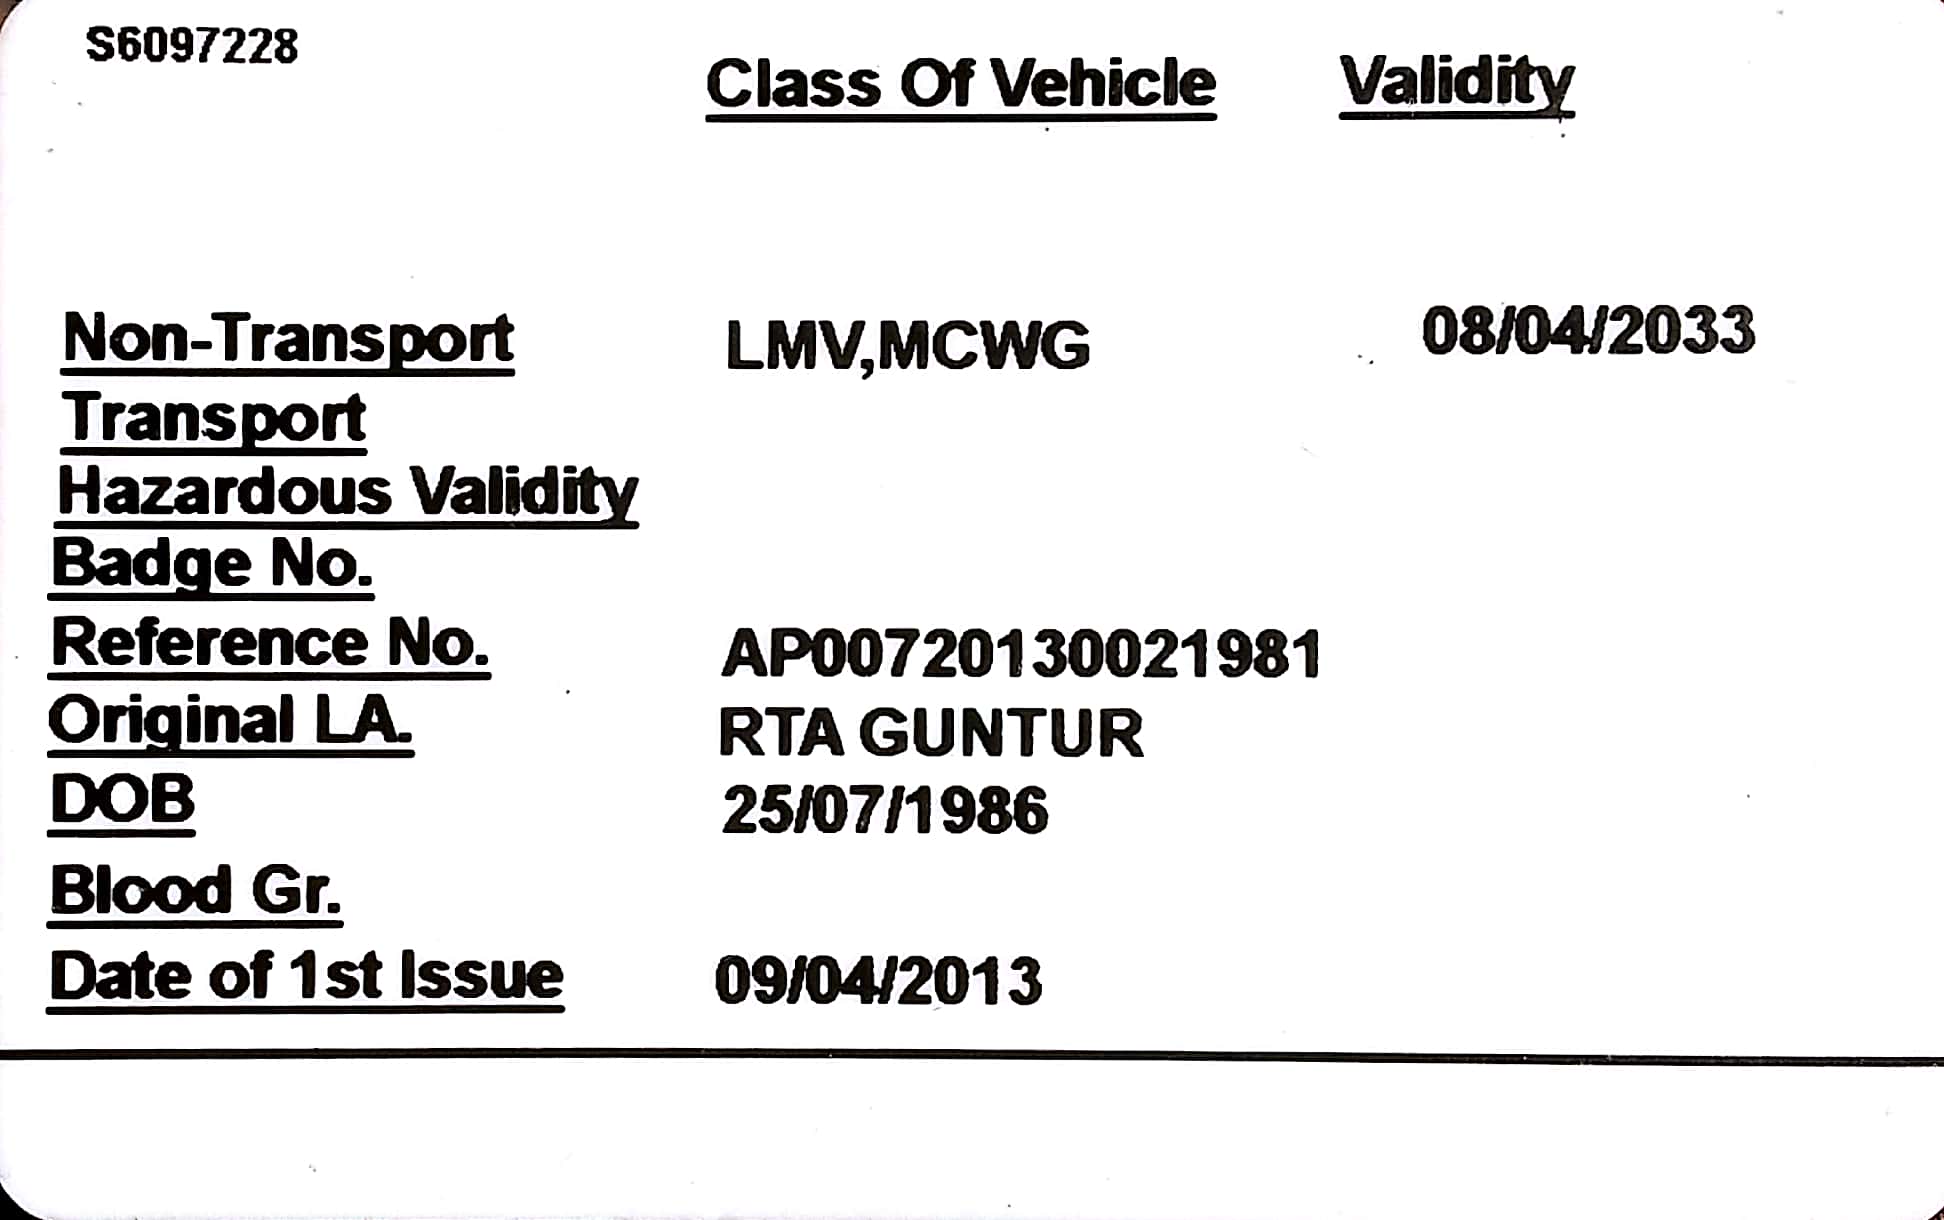 S6097228
Class Of Vehicle Validity
Non-Transport LMV,MCWG 08/04/2033
Transport
Hazardous Validity
Badge No.
Reference No. AP00720130021981
Original LA. RTA GUNTUR
DOB 25/07/1986
Blood Gr.
Date of 1st Issue 09/04/2013